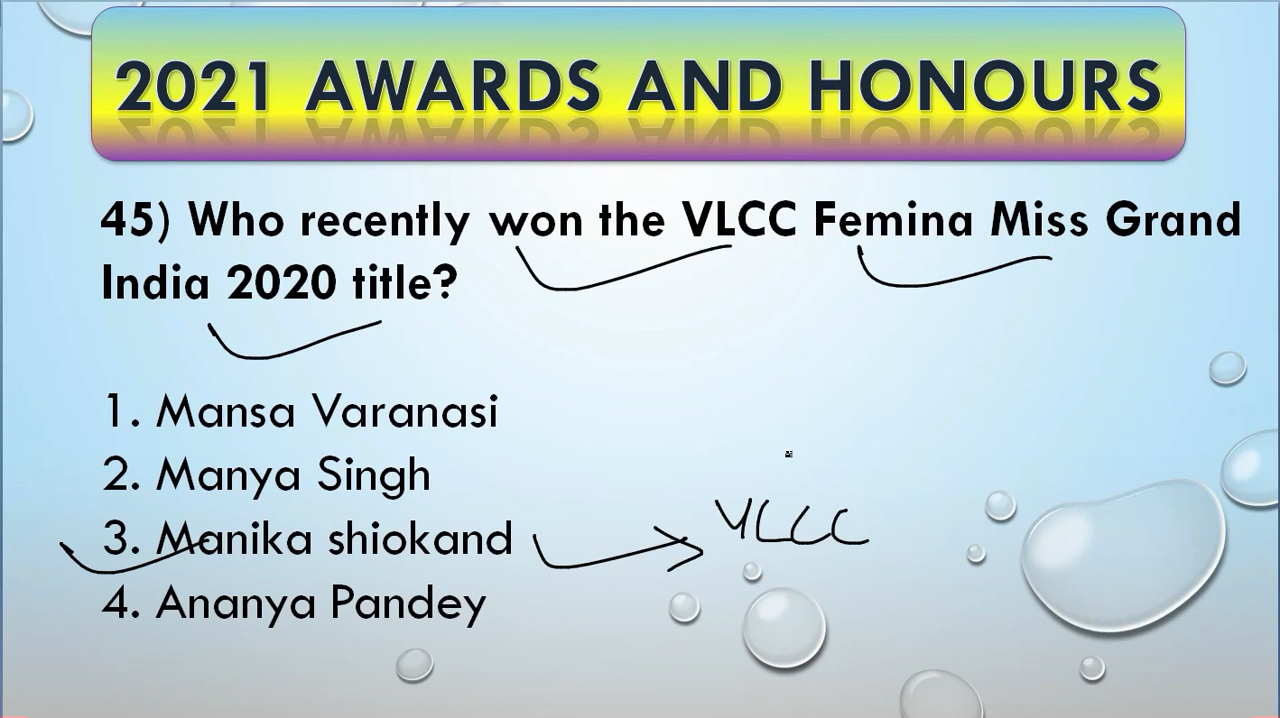 2021 AWARDS AND HONOURS
45) Who recently won the VLCC Femina Miss Grand
India 2020 title?
1. Mansa Varanasi
2. Manya Singh
3. Manika shiokand
VLCC
4. Ananya Pandey